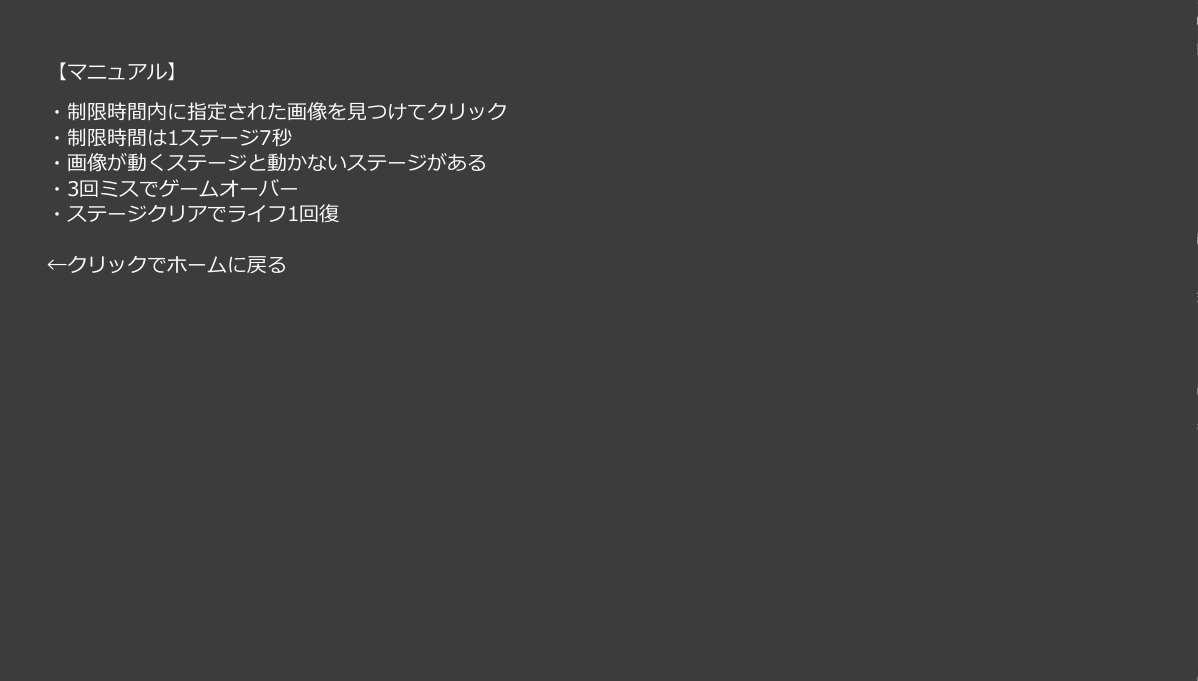 【マニュアル】
・制限時間内に指定された画像を見つけてクリック
・制限時間は1ステージ7秒
・画像が動くステージと動かないステージがある
・3回ミスでゲームオーバー
・ステージクリアでライフ1回復
←クリックでホームに戻る